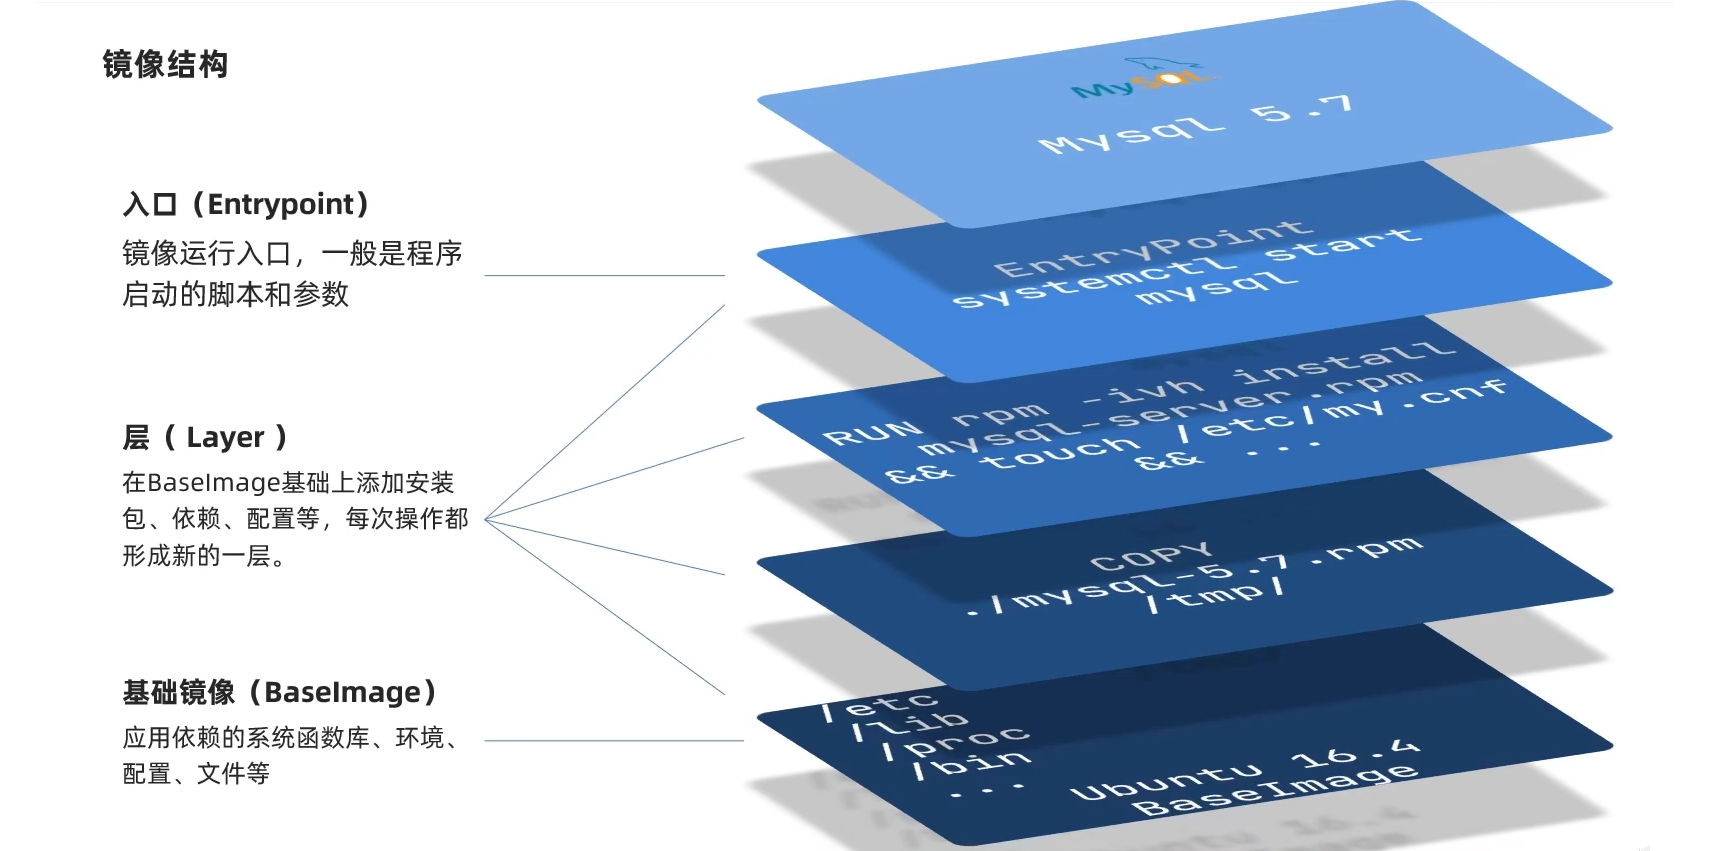 镜像结构
入口（Entrypoint）
镜像运行入口，一般是程序
启动的脚本和参数
层（ Layer ）
在BaseImage基础上添加安装
包、依赖、配置等，每次操作都
形成新的一层。
基础镜像（BaseImage）
应用依赖的系统函数库、环境、
配置、文件等
MySQL
Mysql 5.7
EntryPoint
systemctl start
mysql
RUN rpm -ivh install
mysql-server.rpm
&& touch /etc/my.cnf
&& ...
COPY
./mysql-5.7.rpm
/tmp/
/etc
/lib
/proc
/bin
...
Ubuntu 16.4
BaseImage